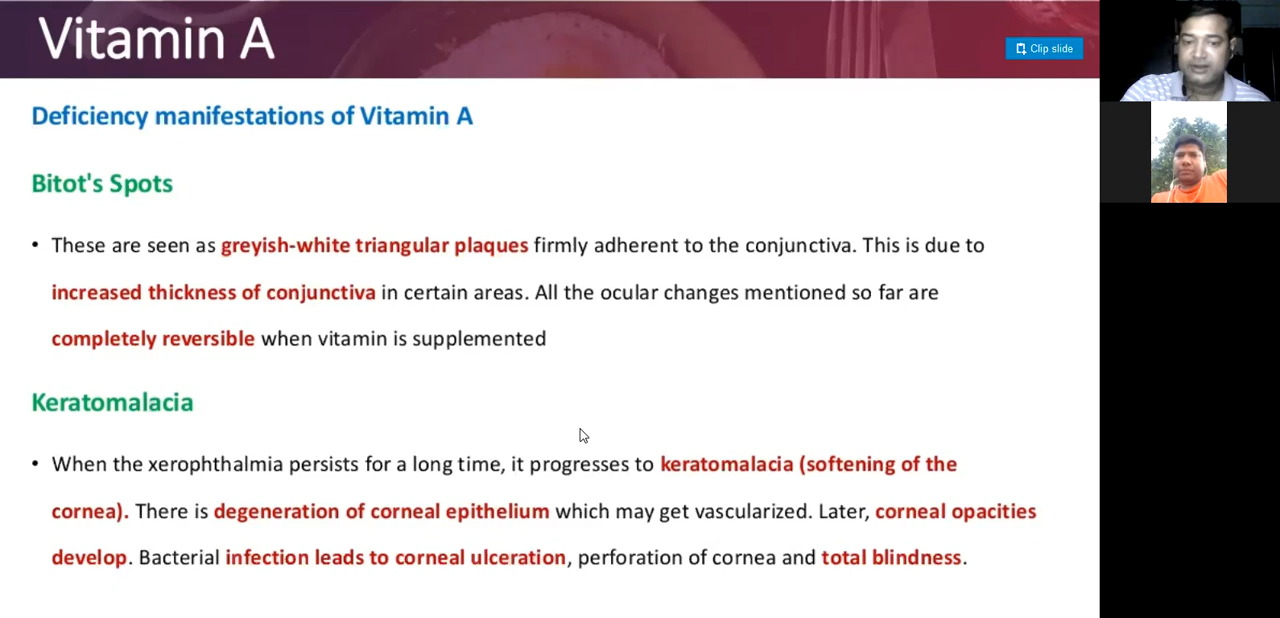 Vitamin A
Clip slide
Deficiency manifestations of Vitamin A
Bitot's Spots
• These are seen as greyish-white triangular plaques firmly adherent to the conjunctiva. This is due to
increased thickness of conjunctiva in certain areas. All the ocular changes mentioned so far are
completely reversible when vitamin is supplemented
Keratomalacia
• When the xerophthalmia persists for a long time, it progresses to keratomalacia (softening of the
cornea). There is degeneration of corneal epithelium which may get vascularized. Later, corneal opacities
develop. Bacterial infection leads to corneal ulceration, perforation of cornea and total blindness.